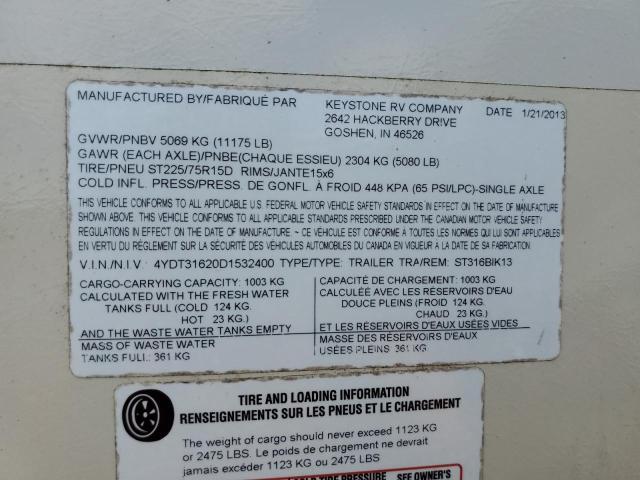 MANUFACTURED BY/FABRIQUÉ PAR KEYSTONE RV COMPANY DATE 1/21/2013
2642 HACKBERRY DRIVE
GOSHEN, IN 46526
GVWR/PNBV 5069 KG (11175 LB)
GAWR (EACH AXLE)/PNBE(CHAQUE ESSIEU) 2304 KG (5080 LB)
TIRE/PNEU ST225/75R15D RIMS/JANTE15x6
COLD INFL. PRESS/PRESS. DE GONFL. À FROID 448 KPA (65 PSI/LPC)-SINGLE AXLE
THIS VEHICLE CONFORMS TO ALL APPLICABLE U.S. FEDERAL MOTOR VEHICLE SAFETY STANDARDS IN EFFECT ON THE DATE OF MANUFACTURE
SHOWN ABOVE. / THIS VEHICLE CONFORMS TO ALL APPLICABLE STANDARDS PRESCRIBED UNDER THE CANADIAN MOTOR VEHICLE SAFETY
REGULATIONS IN EFFECT ON THE DATE OF MANUFACTURE ~ CE VÉHICULE EST CONFORME À TOUTES LES NORMES QUI LUI SONT APPLICABLES
EN VERTU DU RÈGLEMENT SUR LA SÉCURITÉ DES VÉHICULES AUTOMOBILES DU CANADA EN VIGUEUR À LA DATE DE SA FABRICATION.
V.I.N./N.I.V. 4YDT31620D1532400 TYPE/TYPE: TRAILER TRA/REM: ST316BIK13
CARGO-CARRYING CAPACITY: 1003 KG
CALCULATED WITH THE FRESH WATER
TANKS FULL (COLD 124 KG.
HOT 23 KG.)
AND THE WASTE WATER TANKS EMPTY
MASS OF WASTE WATER
TANKS FULL: 361 KG
CAPACITÉ DE CHARGEMENT: 1003 KG
CALCULÉE AVEC LES RÉSERVOIRS D'EAU
DOUCE PLEINS (FROID 124 KG.
CHAUD 23 KG.)
ET LES RÉSERVOIRS D'EAUX USÉES VIDES
MASSE DES RÉSERVOIRS D'EAUX
USÉES PLEINS 361 KG
TIRE AND LOADING INFORMATION
RENSEIGNEMENTS SUR LES PNEUS ET LE CHARGEMENT
The weight of cargo should never exceed 1123 KG
or 2475 LBS. Le poids de chargement ne devrait
jamais excéder 1123 KG ou 2475 LBS
COLD TIRE PRESSURE SEE OWNER'S